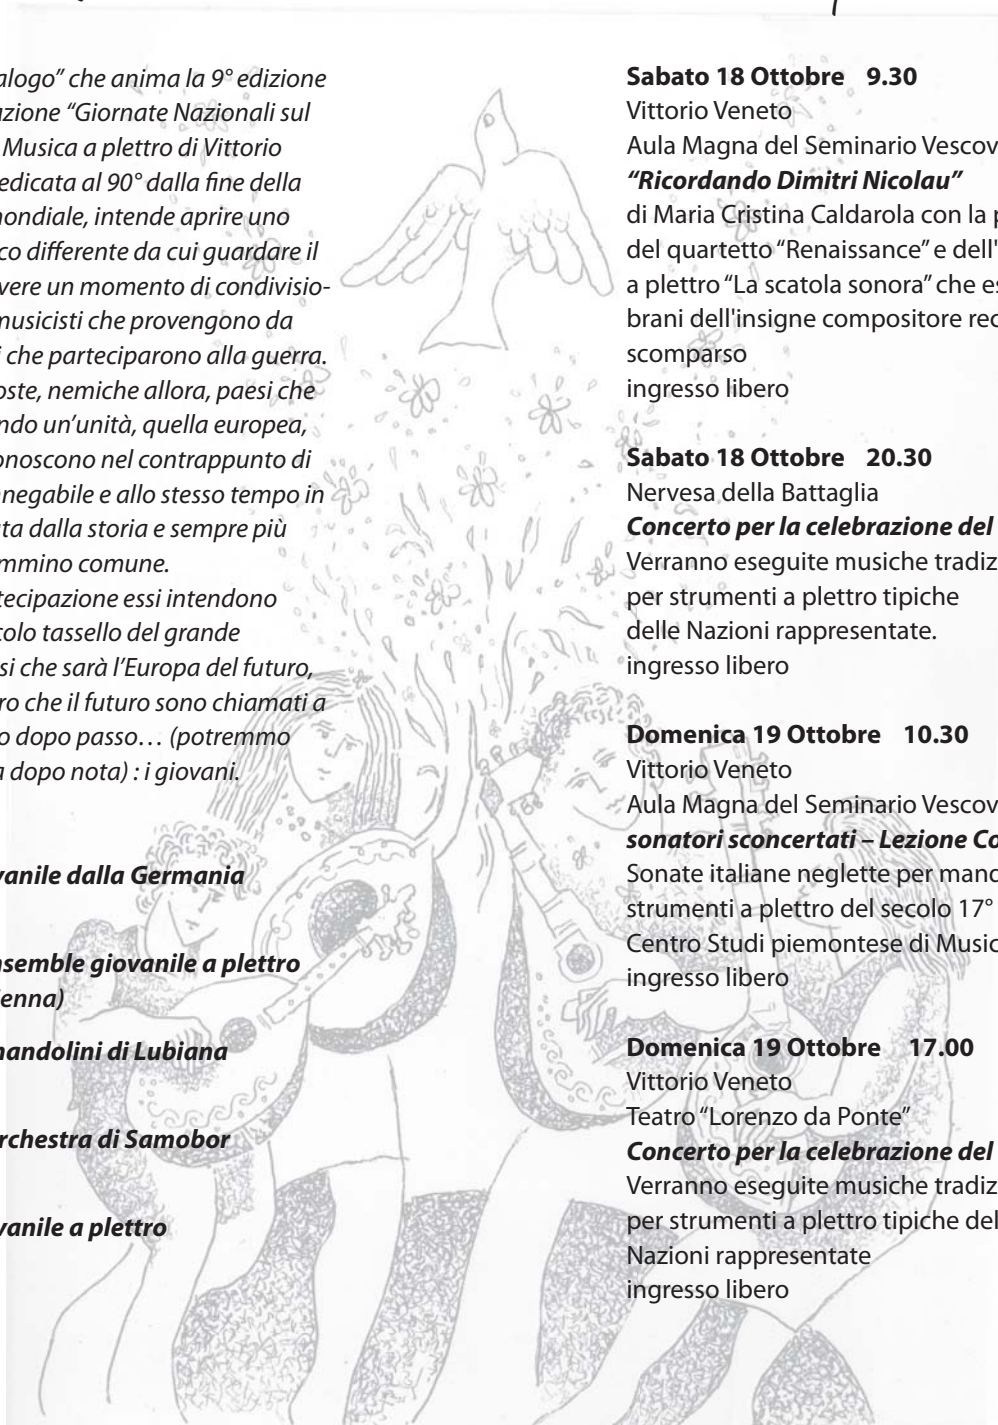 alogo” che anima la 9° edizione
azione “Giornate Nazionali sul
Musica a plettro di Vittorio
edicata al 90° dalla fine della
mondiale, intende aprire uno
co differente da cui guardare il
vere un momento di condivisio-
musicisti che provengono da
i che parteciparono alla guerra.
oste, nemiche allora, paesi che
ndo un’unità, quella europea,
onoscono nel contrappunto di
nnegabile e allo stesso tempo in
ata dalla storia e sempre più
ammino comune.
tecipazione essi intendono
colo tassello del grande
si che sarà l’Europa del futuro,
ro che il futuro sono chiamati a
o dopo passo… (potremmo
a dopo nota) : i giovani.
vanile dalla Germania
nsemble giovanile a plettro
ienna)
mandolini di Lubiana
rchestra di Samobor
vanile a plettro
Sabato 18 Ottobre 9.30
Vittorio Veneto
Aula Magna del Seminario Vescov
“Ricordando Dimitri Nicolau”
di Maria Cristina Caldarola con la p
del quartetto “Renaissance” e dell'
a plettro “La scatola sonora” che es
brani dell'insigne compositore rec
scomparso
ingresso libero
Sabato 18 Ottobre 20.30
Nervesa della Battaglia
Concerto per la celebrazione del
Verranno eseguite musiche tradiz
per strumenti a plettro tipiche
delle Nazioni rappresentate.
ingresso libero
Domenica 19 Ottobre 10.30
Vittorio Veneto
Aula Magna del Seminario Vescov
sonatori sconcertati – Lezione Co
Sonate italiane neglette per mand
strumenti a plettro del secolo 17°
Centro Studi piemontese di Music
ingresso libero
Domenica 19 Ottobre 17.00
Vittorio Veneto
Teatro “Lorenzo da Ponte”
Concerto per la celebrazione del
Verranno eseguite musiche tradiz
per strumenti a plettro tipiche del
Nazioni rappresentate
ingresso libero